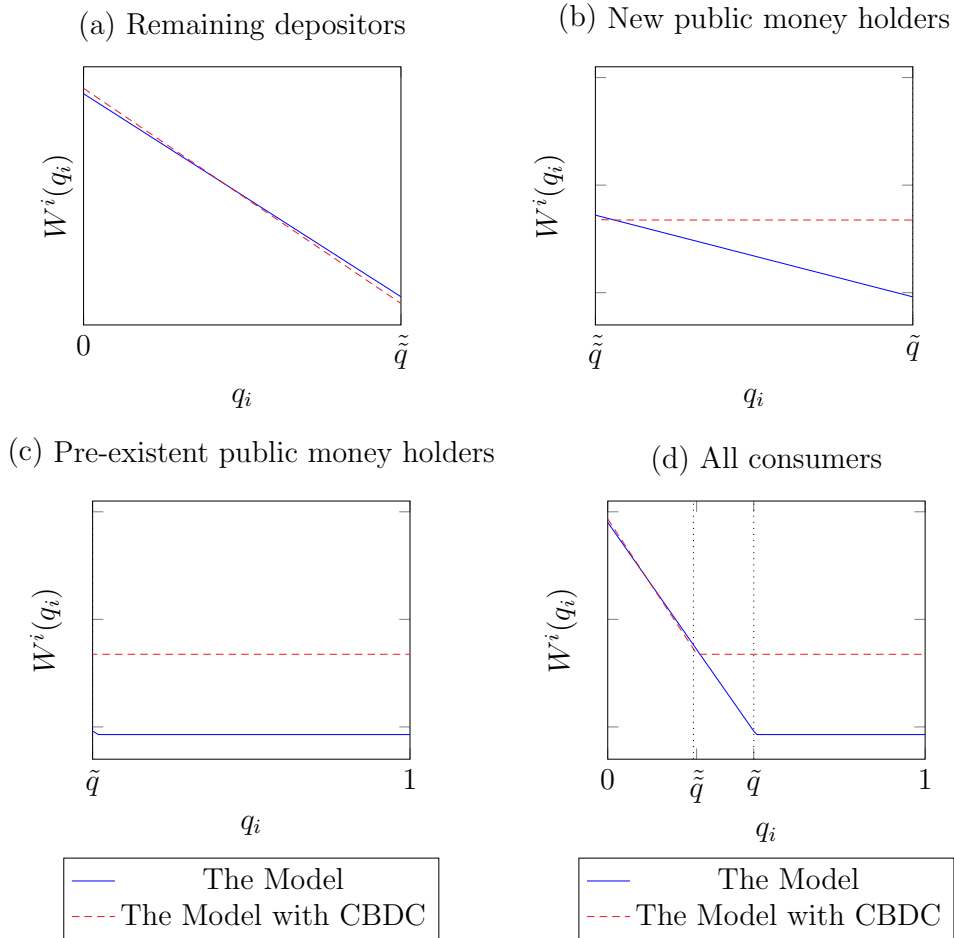 (a) Remaining depositors
W^i(q_i)
0
q̃̃
q_i
(b) New public money holders
W^i(q_i)
q̃̃
q̃
q_i
(c) Pre-existent public money holders
W^i(q_i)
q̃
1
q_i
(d) All consumers
W^i(q_i)
0
q̃̃
q̃
1
q_i
The Model
The Model with CBDC
The Model
The Model with CBDC